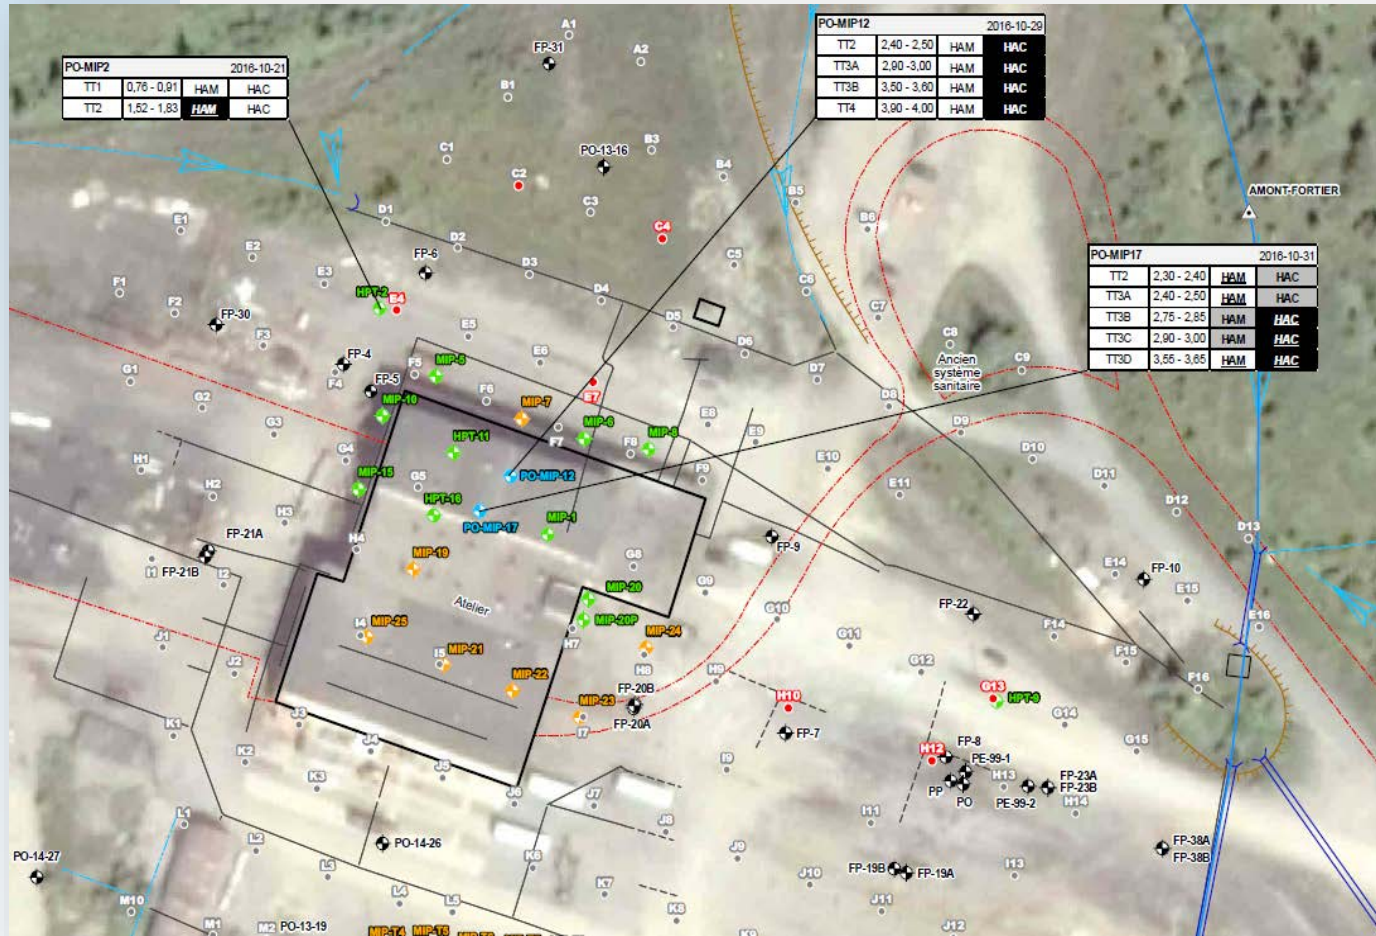 PO-MIP2 2016-10-21
TT1 0,76 - 0,91 HAM HAC
TT2 1,52 - 1,83 HAM HAC
PO-MIP12 2016-10-29
TT2 2,40 - 2,50 HAM HAC
TT3A 2,90 -3,00 HAM HAC
TT3B 3,50 - 3,60 HAM HAC
TT4 3,90 - 4,00 HAM HAC
PO-MIP17 2016-10-31
TT2 2,30 - 2,40 HAM HAC
TT3A 2,40 - 2,50 HAM HAC
TT3B 2,75 - 2,85 HAM HAC
TT3C 2,90 - 3,00 HAM HAC
TT3D 3,55 - 3,65 HAM HAC
A1
FP-31
A2
B1
B3
C1
PO-13-16
B4
C2
B5
AMONT-FORTIER
C3
D1
E1
B6
C4
D2
E2
FP-6
C5
D3
E3
C6
F1
HPT-2
E4
D4
F2
FP-30
C7
D5
F3
E5
C8
D6
E6
Ancien
système
sanitaire
C9
FP-4
F5
MIP-5
F4
FP-5
G1
D7
E7
F6
MIP-10
D8
G2
MIP-7
E8
MIP-6
D9
G3
F7
E9
MIP-8
F8
HPT-11
D10
G4
H1
E10
F9
D11
MIP-15
G5
PO-MIP-12
H2
E11
D12
HPT-16
PO-MIP-17
MIP-1
H3
D13
FP-21A
H4
FP-9
MIP-19
G8
E14
FP-10
FP-21B
I2
G9
E15
MIP-20
Atelier
G10
FP-22
E16
MIP-20P
I4
MIP-25
H7
MIP-24
G11
F14
J1
I5
MIP-21
H8
F15
J2
MIP-22
H9
G12
F16
FP-20B
G13
HPT-9
H10
MIP-23
I7
FP-20A
J3
K1
FP-7
G14
J4
G15
K2
H12
FP-8
I9
PE-99-1
K3
J5
PP
PO
H13
FP-23A
FP-23B
PE-99-2
J6
J7
H14
L1
I11
J8
L2
PO-14-26
FP-38A
FP-38B
PO-14-27
L3
K6
J9
FP-19B
FP-19A
I13
K7
J10
M10
L4
L5
J11
K8
M1
M2
PO-13-19
J12
K9
MIP-T4
MIP-T5